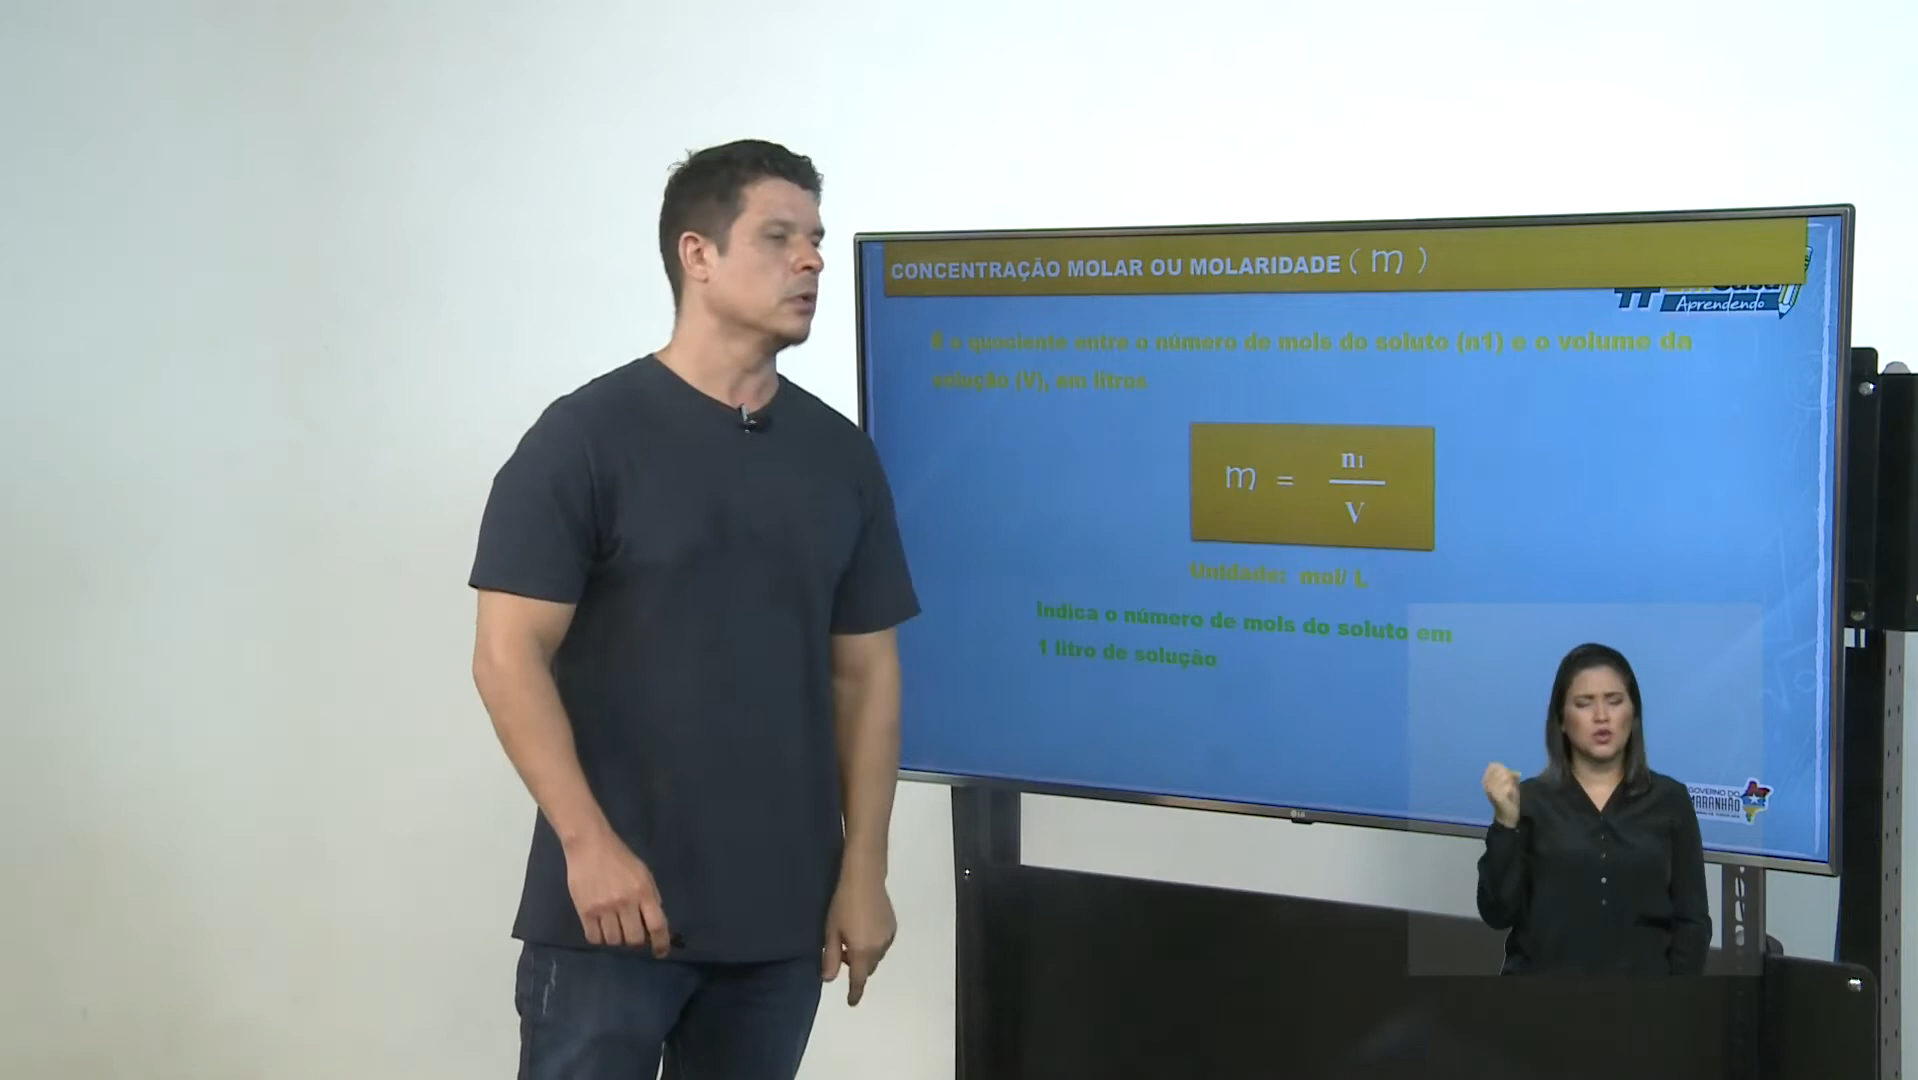 CONCENTRAÇÃO MOLAR OU MOLARIDADE ( m )
Casa
Aprendendo
É o quociente entre o número de mols do soluto (n1) e o volume da
solução (V), em litros
m = n1
V
Unidade: mol/ L
Indica o número de mols do soluto em
1 litro de solução
GOVERNO DO
MARANHÃO
LG